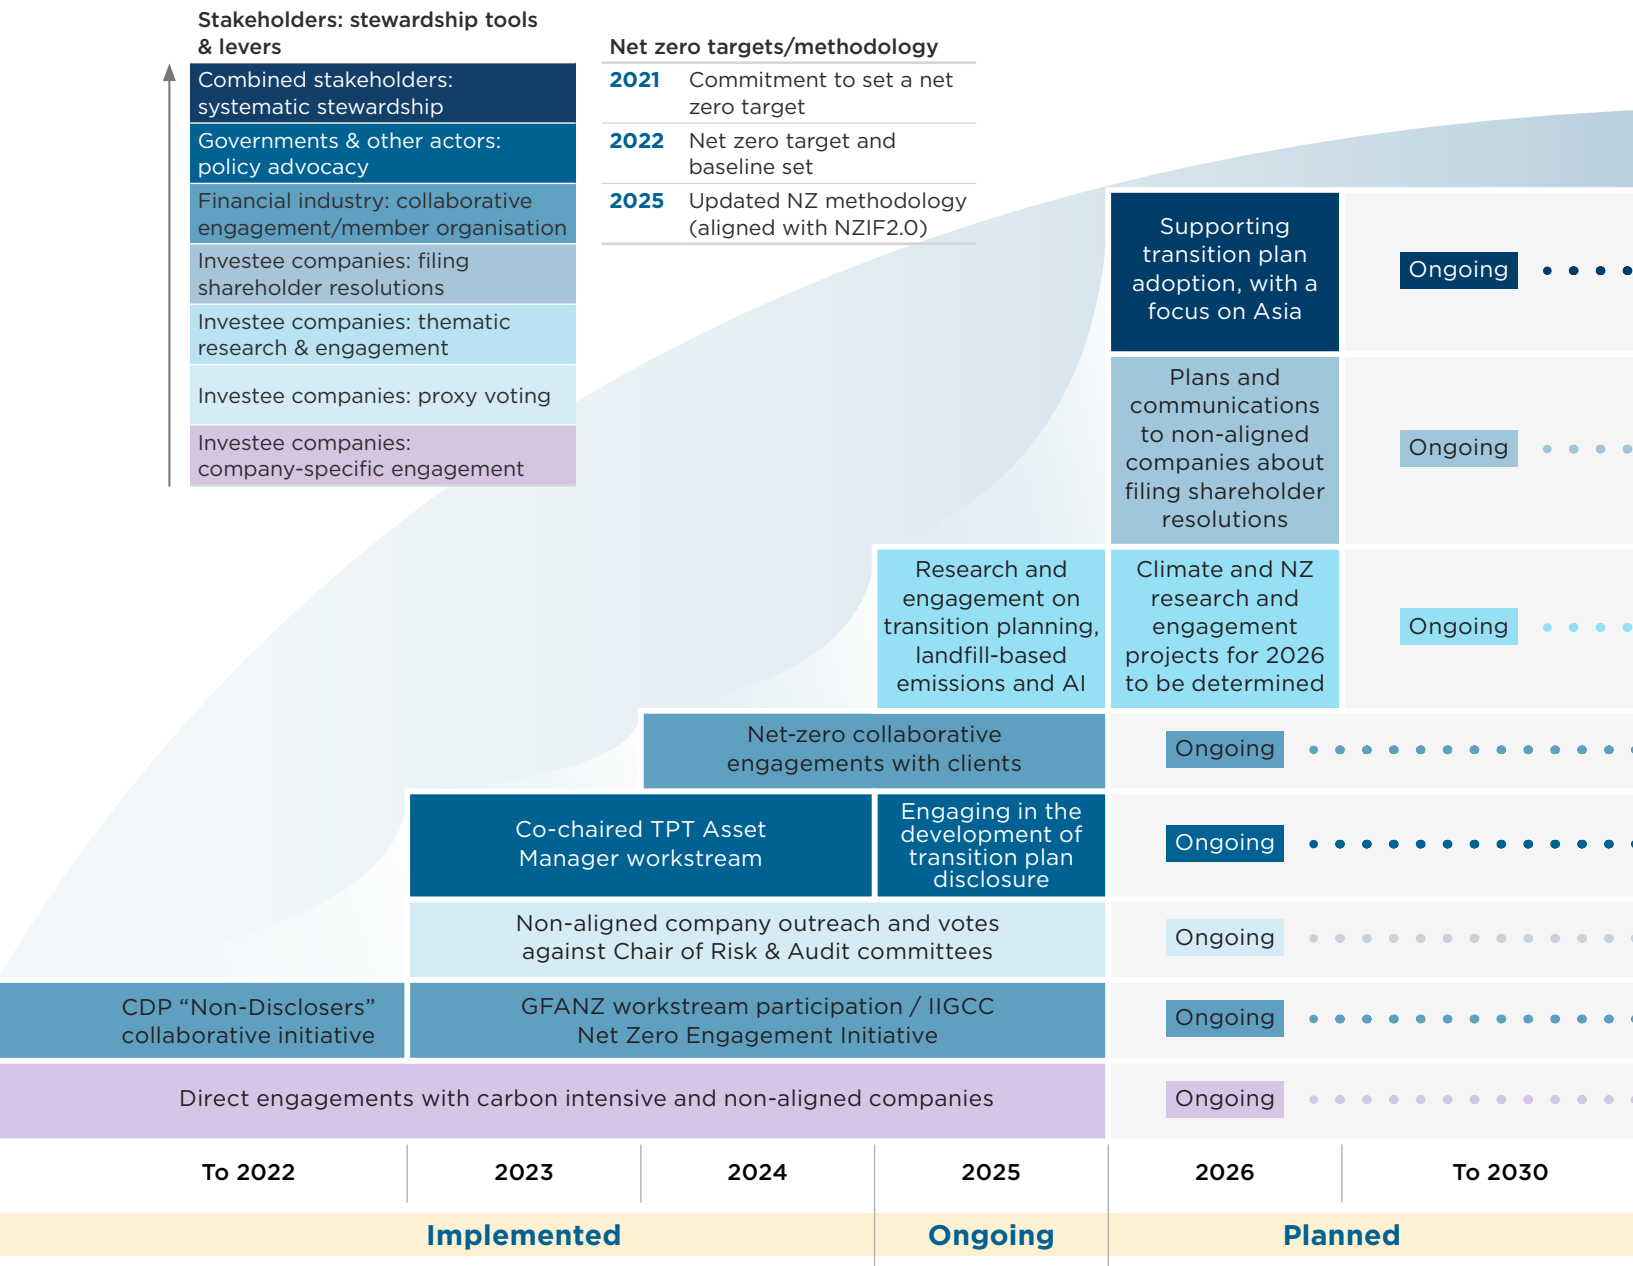 Stakeholders: stewardship tools
& levers
Combined stakeholders:
systematic stewardship
Governments & other actors:
policy advocacy
Financial industry: collaborative
engagement/member organisation
Investee companies: filing
shareholder resolutions
Investee companies: thematic
research & engagement
Investee companies: proxy voting
Investee companies:
company-specific engagement
Net zero targets/methodology
2021 Commitment to set a net
zero target
2022 Net zero target and
baseline set
2025 Updated NZ methodology
(aligned with NZIF2.0)
Supporting
transition plan
adoption, with a
focus on Asia
Ongoing
Plans and
communications
to non-aligned
companies about
filing shareholder
resolutions
Ongoing
Research and
engagement on
transition planning,
landfill-based
emissions and AI
Climate and NZ
research and
engagement
projects for 2026
to be determined
Ongoing
Net-zero collaborative
engagements with clients
Ongoing
Co-chaired TPT Asset
Manager workstream
Engaging in the
development of
transition plan
disclosure
Ongoing
Non-aligned company outreach and votes
against Chair of Risk & Audit committees
Ongoing
CDP “Non-Disclosers”
collaborative initiative
GFANZ workstream participation / IIGCC
Net Zero Engagement Initiative
Ongoing
Direct engagements with carbon intensive and non-aligned companies
Ongoing
To 2022 2023 2024 2025 2026 To 2030
Implemented Ongoing Planned